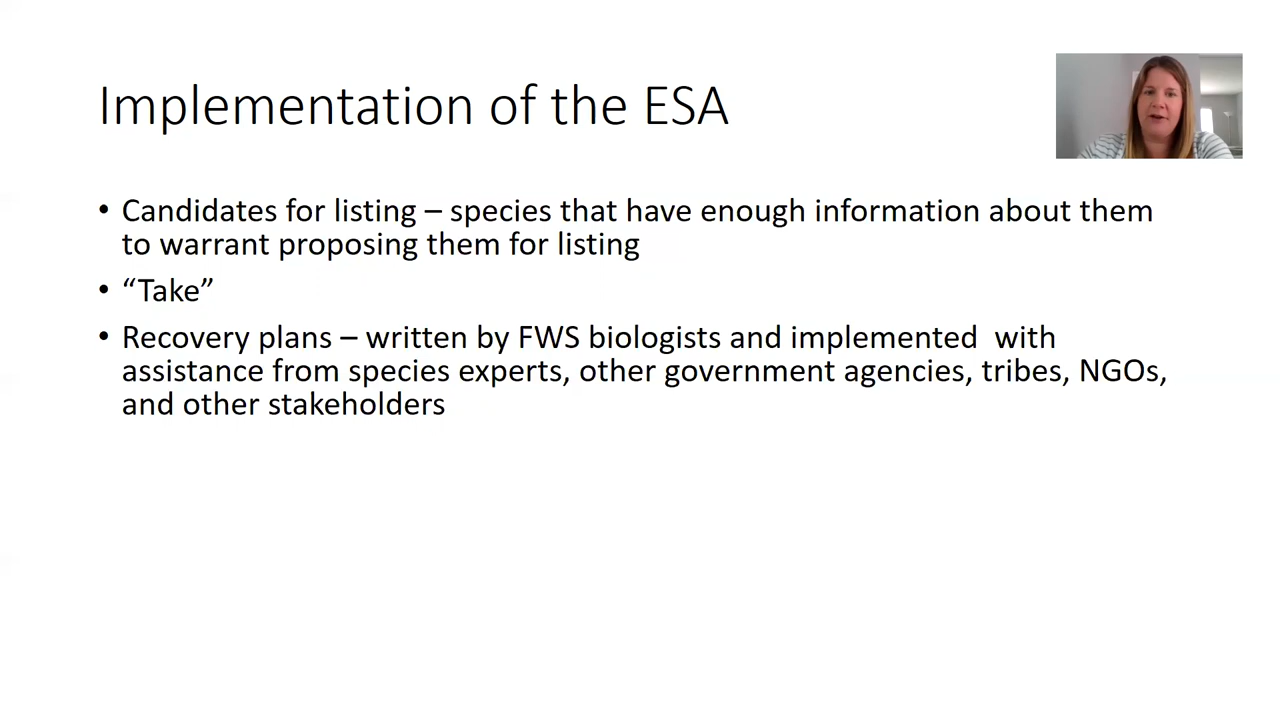 Implementation of the ESA
• Candidates for listing – species that have enough information about them
to warrant proposing them for listing
• “Take”
• Recovery plans – written by FWS biologists and implemented  with
assistance from species experts, other government agencies, tribes, NGOs,
and other stakeholders